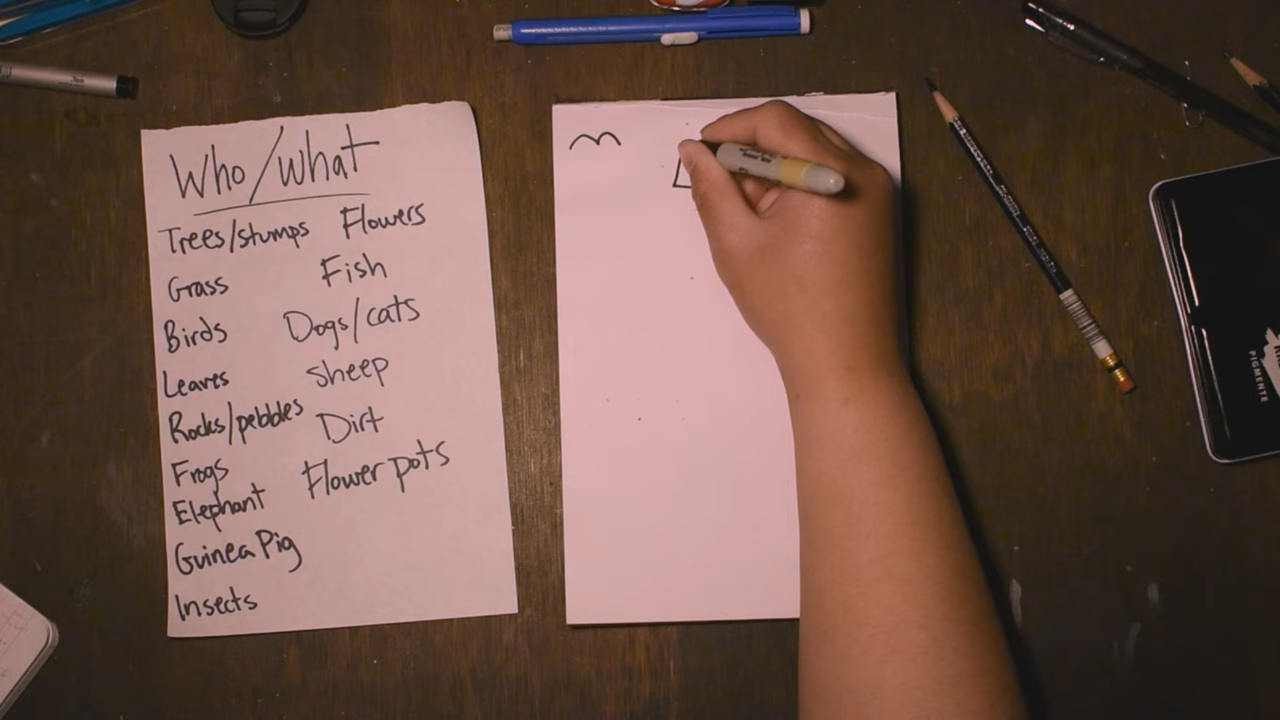 Who/what
Trees/stumps Flowers
Grass Fish
Birds Dogs/cats
Leaves sheep
Rocks/pebbles Dirt
Frogs Flower pots
Elephant
Guinea Pig
Insects
PIGMENTE